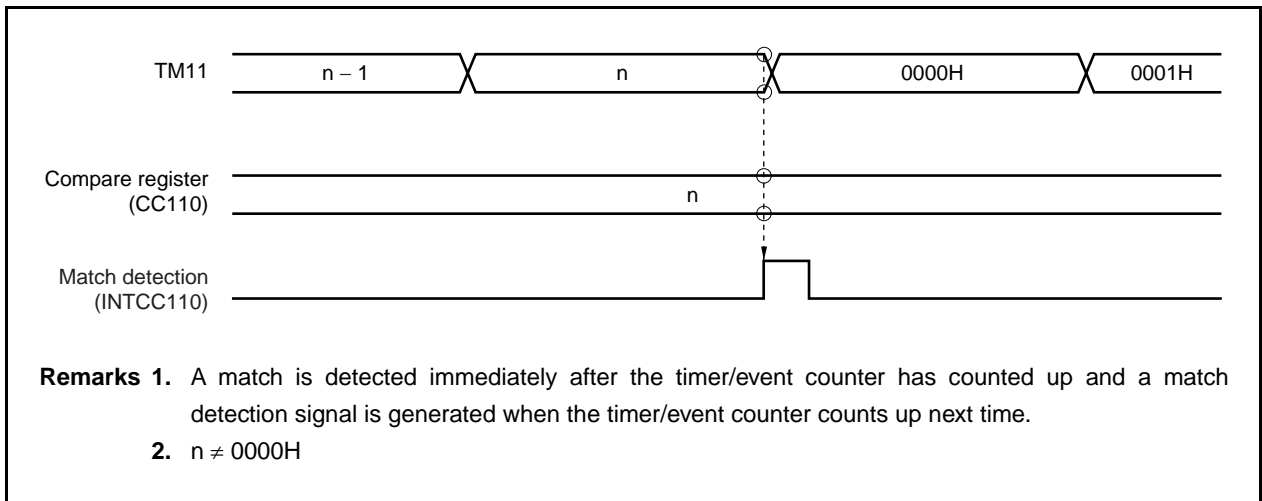 TM11 n − 1 n 0000H 0001H
Compare register
(CC110)
n
Match detection
(INTCC110)
Remarks 1. A match is detected immediately after the timer/event counter has counted up and a match
detection signal is generated when the timer/event counter counts up next time.
2. n ≠ 0000H